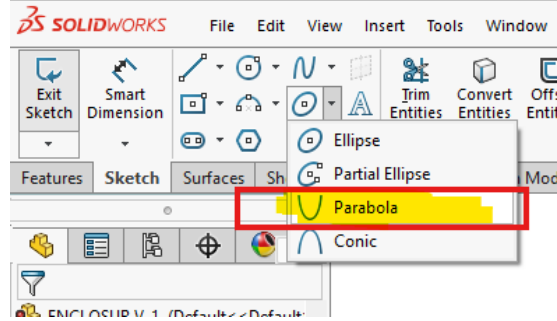 SOLIDWORKS File Edit View Insert Tools Window
Exit Sketch
Smart Dimension
Trim Entities
Convert Entities
Ellipse
Partial Ellipse
Parabola
Conic
Features Sketch Surfaces